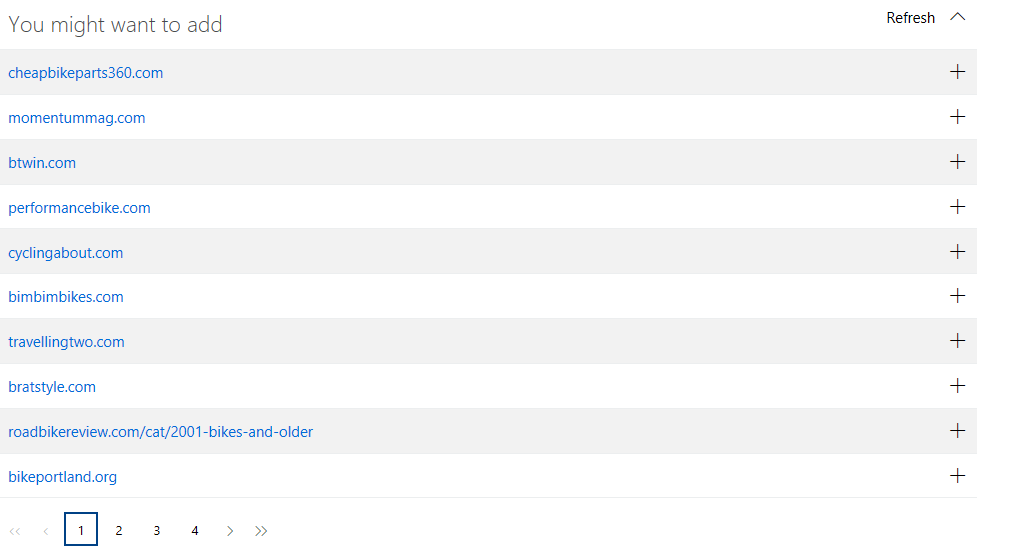 You might want to add
Refresh
cheapbikeparts360.com
momentummag.com
btwin.com
performancebike.com
cyclingabout.com
bimbimbikes.com
travellingtwo.com
bratstyle.com
roadbikereview.com/cat/2001-bikes-and-older
bikeportland.org
1 2 3 4